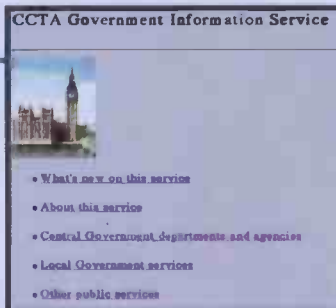 CCTA Government Information Service
• What's new on this service
• About this service
• Central Government departments and agencies
• Local Government services
• Other public services